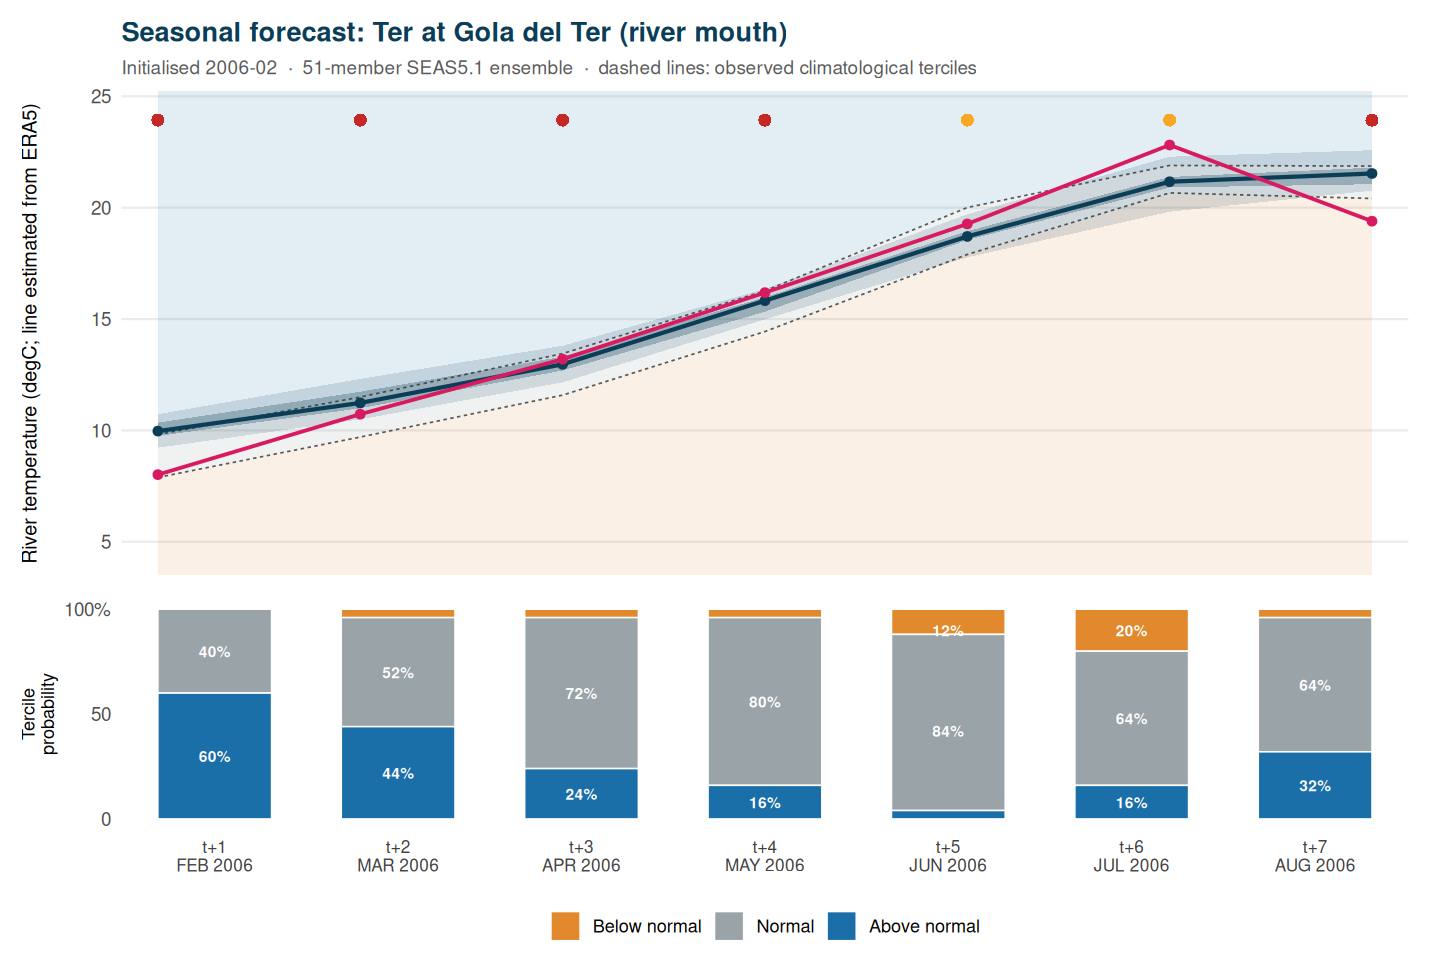 Seasonal forecast: Ter at Gola del Ter (river mouth)
Initialised 2006-02 · 51-member SEAS5.1 ensemble · dashed lines: observed climatological terciles
River temperature (degC; line estimated from ERA5)
25
20
15
10
5
Tercile
probability
100%
50
0
40%
60%
52%
44%
72%
24%
80%
16%
12%
84%
20%
64%
16%
64%
32%
t+1
FEB 2006
t+2
MAR 2006
t+3
APR 2006
t+4
MAY 2006
t+5
JUN 2006
t+6
JUL 2006
t+7
AUG 2006
Below normal
Normal
Above normal